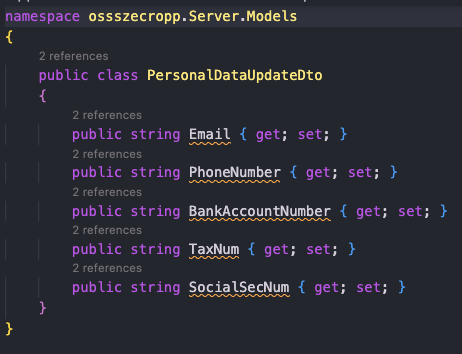 namespace ossszecropp.Server.Models
{
2 references
public class PersonalDataUpdateDto
{
2 references
public string Email { get; set; }
2 references
public string PhoneNumber { get; set; }
2 references
public string BankAccountNumber { get; set; }
2 references
public string TaxNum { get; set; }
2 references
public string SocialSecNum { get; set; }
}
}